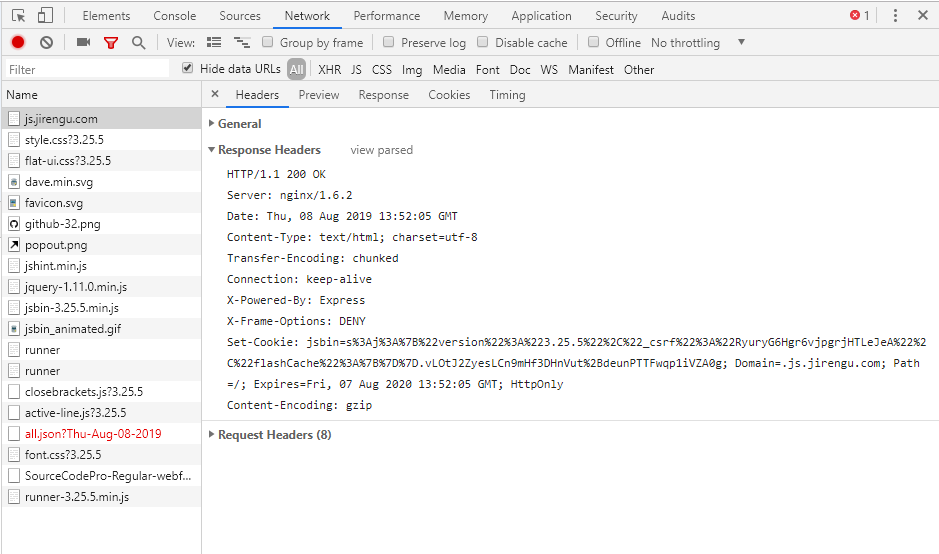 Elements Console Sources Network Performance Memory Application Security Audits 1
View: Group by frame Preserve log Disable cache Offline No throttling
Filter Hide data URLs All XHR JS CSS Img Media Font Doc WS Manifest Other
Name
Headers Preview Response Cookies Timing
js.jirengu.com
style.css?3.25.5
flat-ui.css?3.25.5
dave.min.svg
favicon.svg
github-32.png
popout.png
jshint.min.js
jquery-1.11.0.min.js
jsbin-3.25.5.min.js
jsbin_animated.gif
runner
runner
closebrackets.js?3.25.5
active-line.js?3.25.5
all.json?Thu-Aug-08-2019
font.css?3.25.5
SourceCodePro-Regular-webf...
runner-3.25.5.min.js
General
Response Headers view parsed
HTTP/1.1 200 OK
Server: nginx/1.6.2
Date: Thu, 08 Aug 2019 13:52:05 GMT
Content-Type: text/html; charset=utf-8
Transfer-Encoding: chunked
Connection: keep-alive
X-Powered-By: Express
X-Frame-Options: DENY
Set-Cookie: jsbin=s%3Aj%3A%7B%22version%22%3A%223.25.5%22%2C%22_csrf%22%3A%22RyuryG6Hgr6vjpgrjHTLeJeA%22%2
C%22flashCache%22%3A%7B%7D%7D.vLOtJ2ZyesLCn9mHf3DHnVut%2BdeunPTTFwqp1iVZA0g; Domain=.js.jirengu.com; Path
=/; Expires=Fri, 07 Aug 2020 13:52:05 GMT; HttpOnly
Content-Encoding: gzip
Request Headers (8)